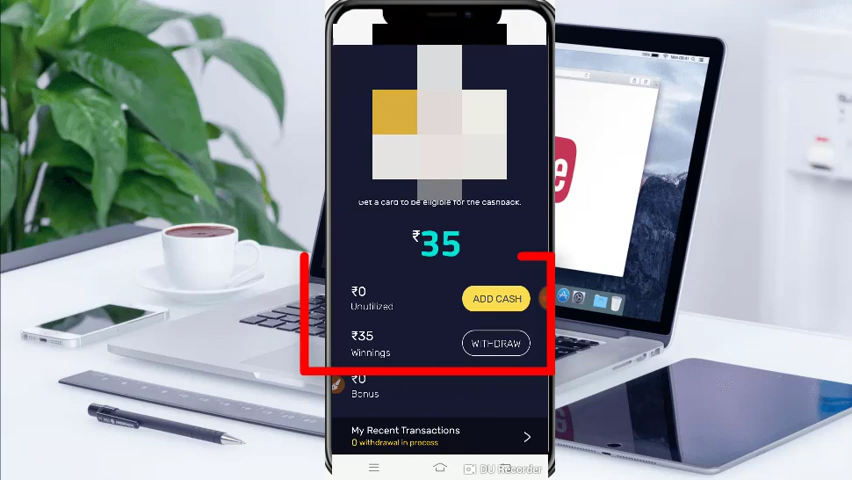 Get a card to be eligible for the cashback.
₹35
₹0
Unutilized
ADD CASH
₹35
Winnings
WITHDRAW
₹0
Bonus
My Recent Transactions
0 withdrawal in process
DU Recorder